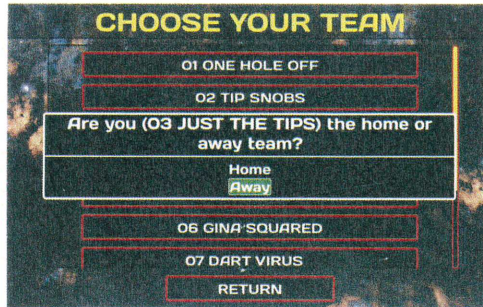 CHOOSE YOUR TEAM
01 ONE HOLE OFF
02 TIP SNOBS
Are you (03 JUST THE TIPS) the home or
away team?
Home
Away
06 GINA SQUARED
07 DART VIRUS
RETURN